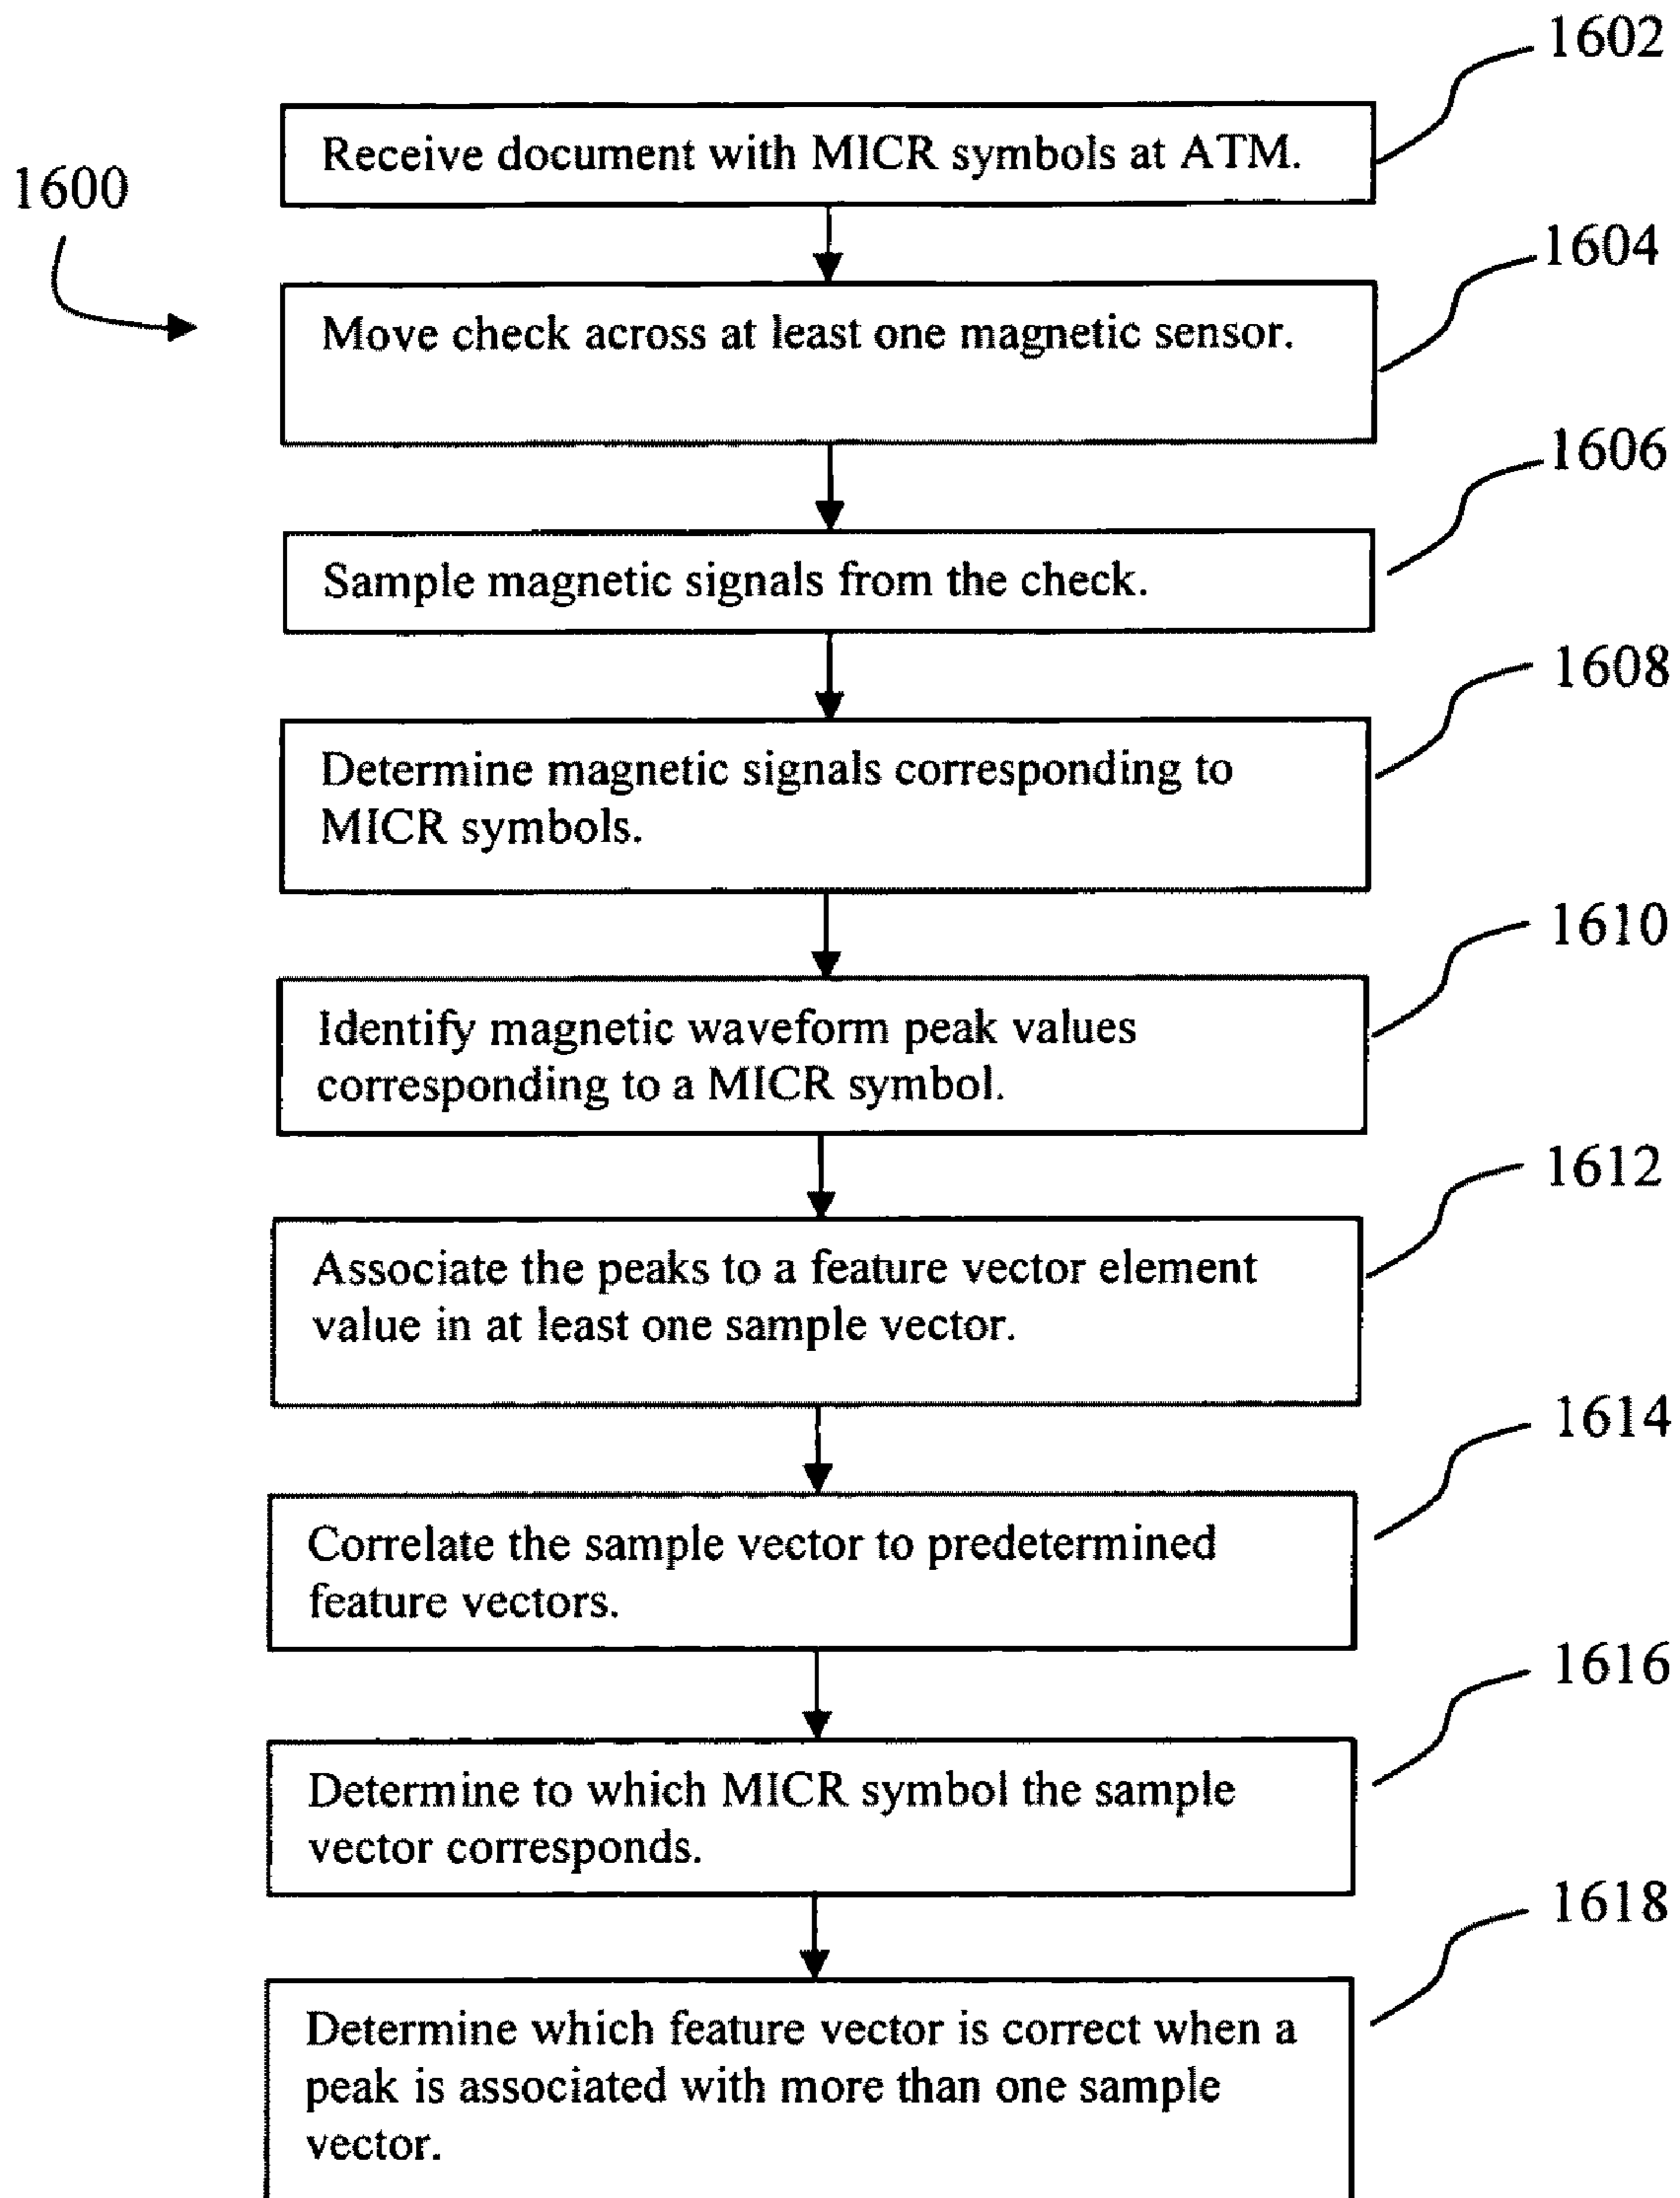 1602
Receive document with MICR symbols at ATM.
1600
1604
Move check across at least one magnetic sensor.
1606
Sample magnetic signals from the check.
1608
Determine magnetic signals corresponding to
MICR symbols.
1610
Identify magnetic waveform peak values
corresponding to a MICR symbol.
1612
Associate the peaks to a feature vector element
value in at least one sample vector.
1614
Correlate the sample vector to predetermined
feature vectors.
1616
Determine to which MICR symbol the sample
vector corresponds.
1618
Determine which feature vector is correct when a
peak is associated with more than one sample
vector.